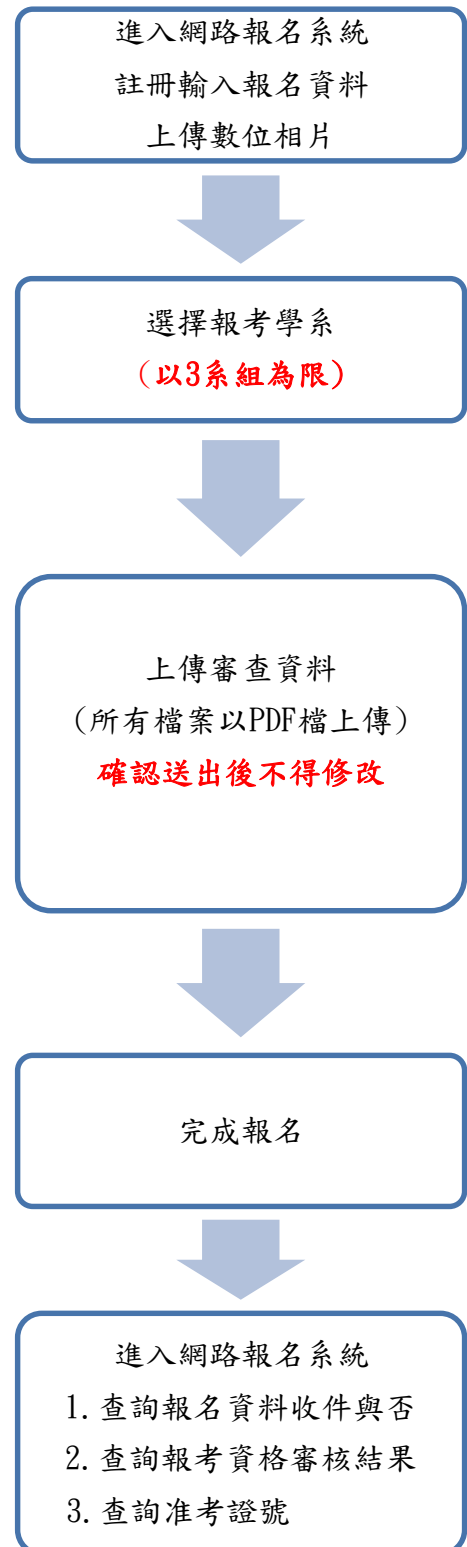 進入網路報名系統
註冊輸入報名資料
上傳數位相片
選擇報考學系
(以3系組為限)
上傳審查資料
(所有檔案以PDF檔上傳)
確認送出後不得修改
完成報名
進入網路報名系統
1.查詢報名資料收件與否
2.查詢報考資格審核結果
3.查詢准考證號